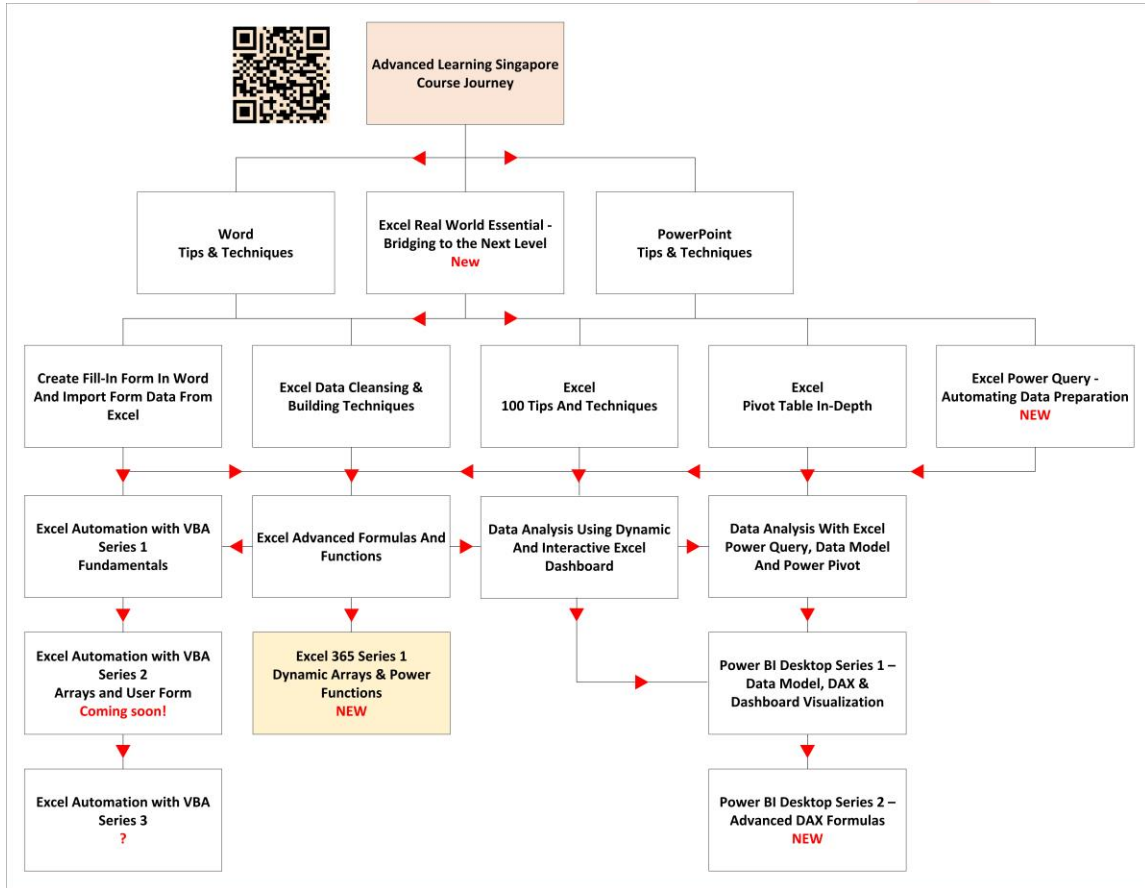 Advanced Learning Singapore
Course Journey
Word
Tips & Techniques
Excel Real World Essential -
Bridging to the Next Level
New
PowerPoint
Tips & Techniques
Create Fill-In Form In Word
And Import Form Data From
Excel
Excel Data Cleansing &
Building Techniques
Excel
100 Tips And Techniques
Excel
Pivot Table In-Depth
Excel Power Query -
Automating Data Preparation
NEW
Excel Automation with VBA
Series 1
Fundamentals
Excel Advanced Formulas And
Functions
Data Analysis Using Dynamic
And Interactive Excel
Dashboard
Data Analysis With Excel
Power Query, Data Model
And Power Pivot
Excel Automation with VBA
Series 2
Arrays and User Form
Coming soon!
Excel 365 Series 1
Dynamic Arrays & Power
Functions
NEW
Power BI Desktop Series 1 –
Data Model, DAX &
Dashboard Visualization
Excel Automation with VBA
Series 3
?
Power BI Desktop Series 2 –
Advanced DAX Formulas
NEW